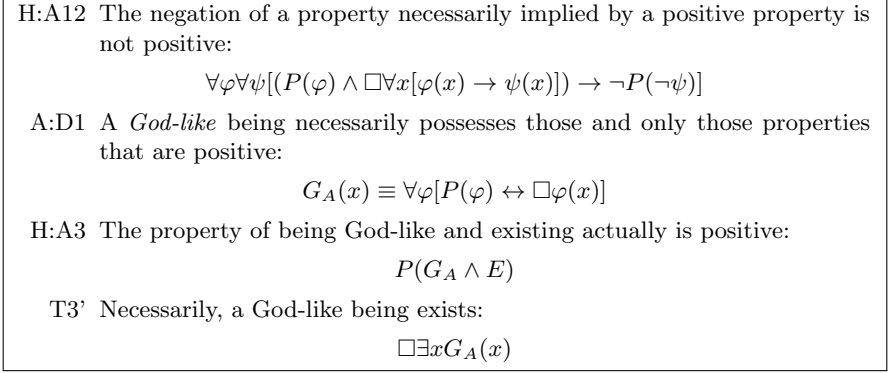 H:A12 The negation of a property necessarily implied by a positive property is
not positive:
∀φ∀ψ[(P(φ) ∧ □∀x[φ(x) → ψ(x)]) → ¬P(¬ψ)]
A:D1 A God-like being necessarily possesses those and only those properties
that are positive:
G_A(x) ≡ ∀φ[P(φ) ↔ □φ(x)]
H:A3 The property of being God-like and existing actually is positive:
P(G_A ∧ E)
T3' Necessarily, a God-like being exists:
□∃xG_A(x)